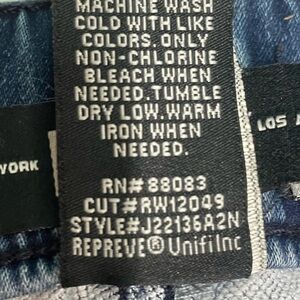 MACHINE WASH
COLD WITH LIKE
COLORS. ONLY
NON-CHLORINE
BLEACH WHEN
NEEDED.TUMBLE
DRY LOW.WARM
IRON WHEN
NEEDED.
RN#88083
CUT#RW12049
STYLE#J22136A2N
REPREVE® Unifi Inc
YORK
LOS A